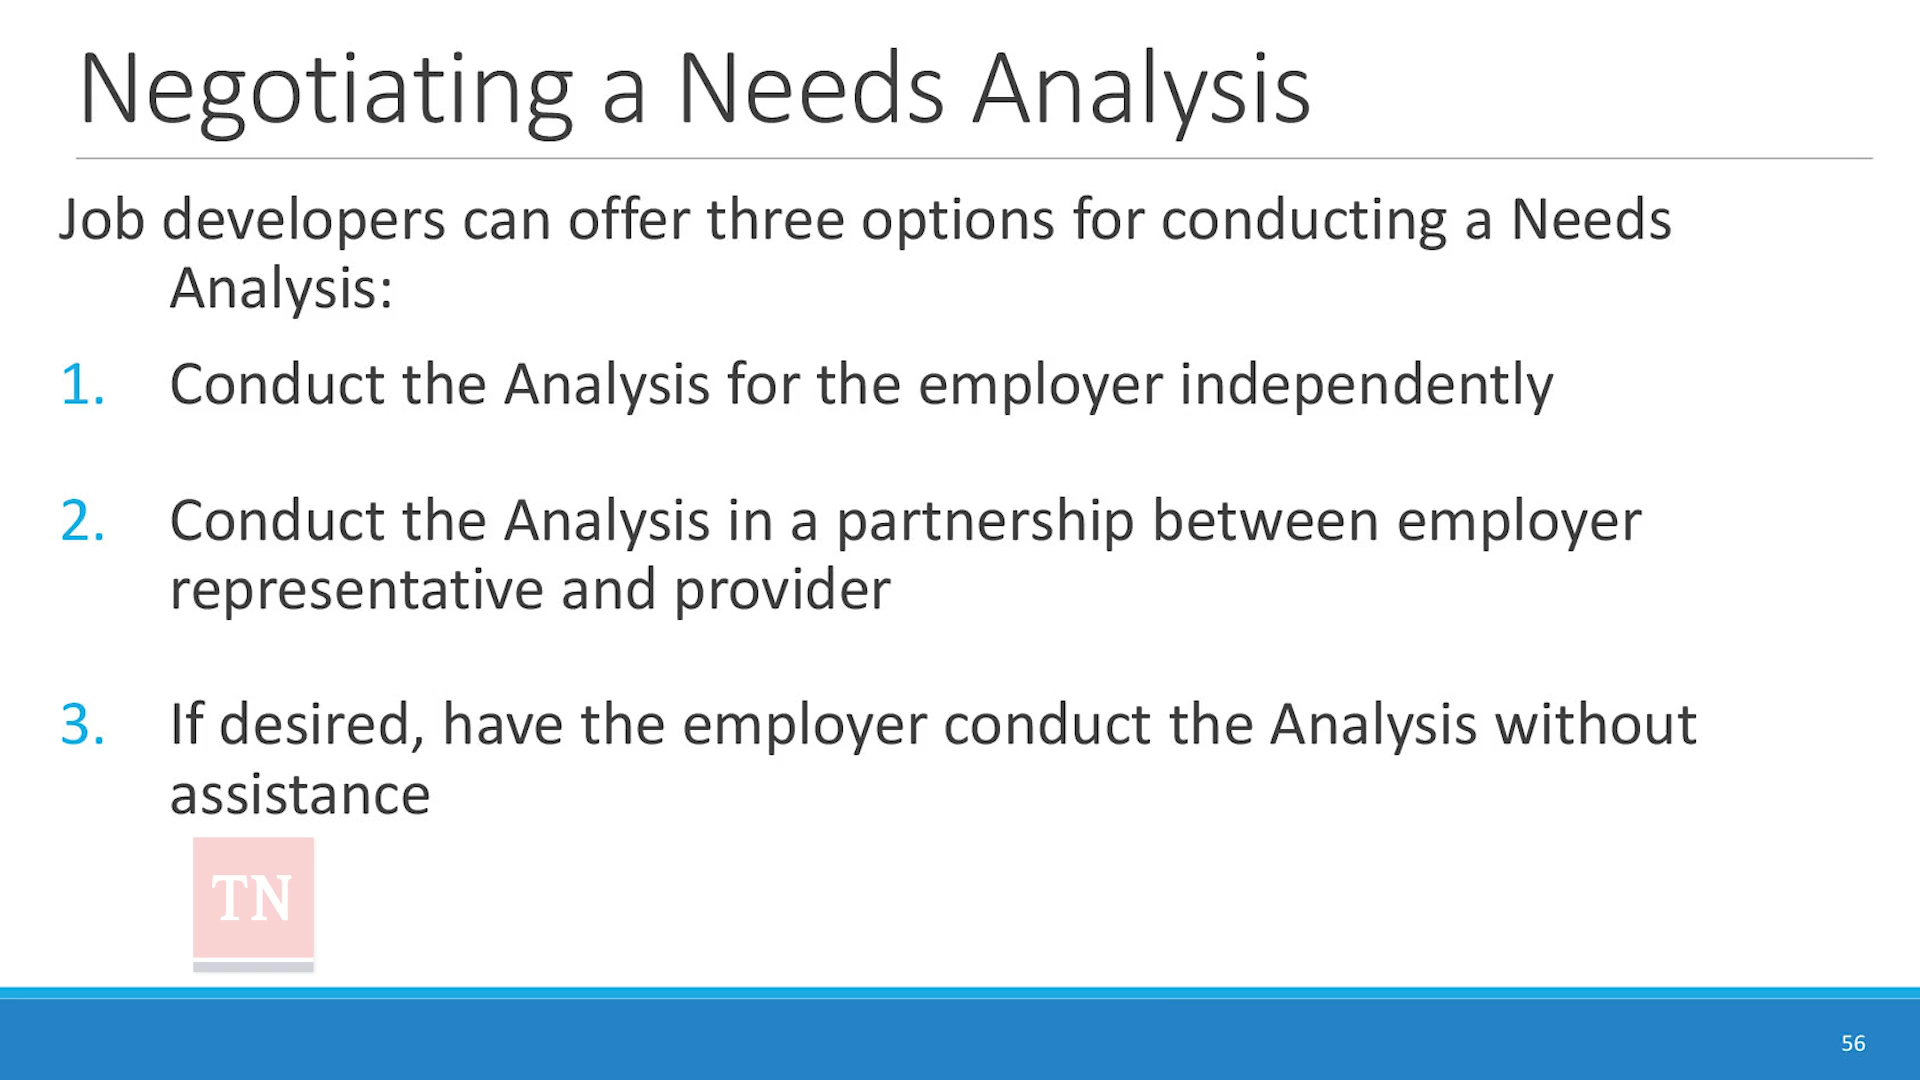 Negotiating a Needs Analysis
Job developers can offer three options for conducting a Needs
Analysis:
1. Conduct the Analysis for the employer independently
2. Conduct the Analysis in a partnership between employer
representative and provider
3. If desired, have the employer conduct the Analysis without
assistance
TN
56